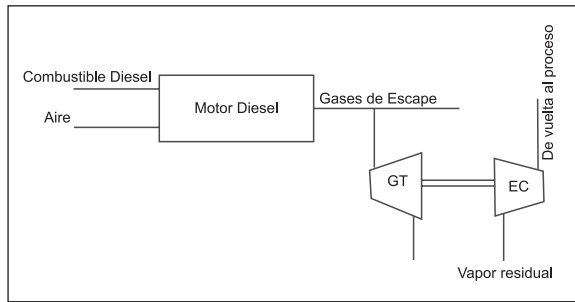 Combustible Diesel
Aire
Motor Diesel
Gases de Escape
De vuelta al proceso
GT
EC
Vapor residual